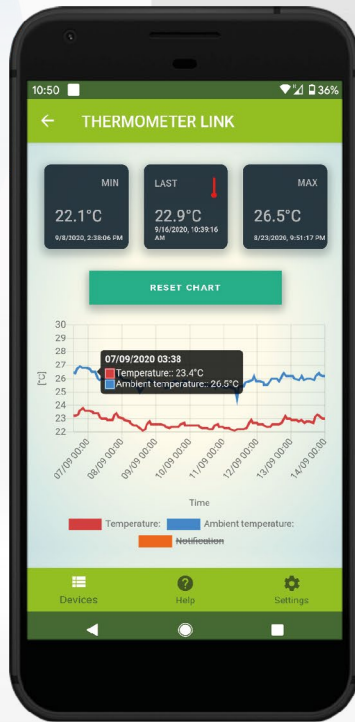 10:50 36%
THERMOMETER LINK
MIN
22.1°C
9/8/2020, 2:38:06 PM
LAST
22.9°C
9/16/2020, 10:39:16
AM
MAX
26.5°C
8/23/2020, 9:51:17 PM
RESET CHART
30
29
28
27
26
25
24
23
22
[°C]
07/09/2020 03:38
Temperature:: 23.4°C
Ambient temperature:: 26.5°C
07/09 00:00
08/09 00:00
09/09 00:00
10/09 00:00
11/09 00:00
12/09 00:00
13/09 00:00
14/09 00:00
Time
Temperature: Ambient temperature:
Notification
Devices Help Settings